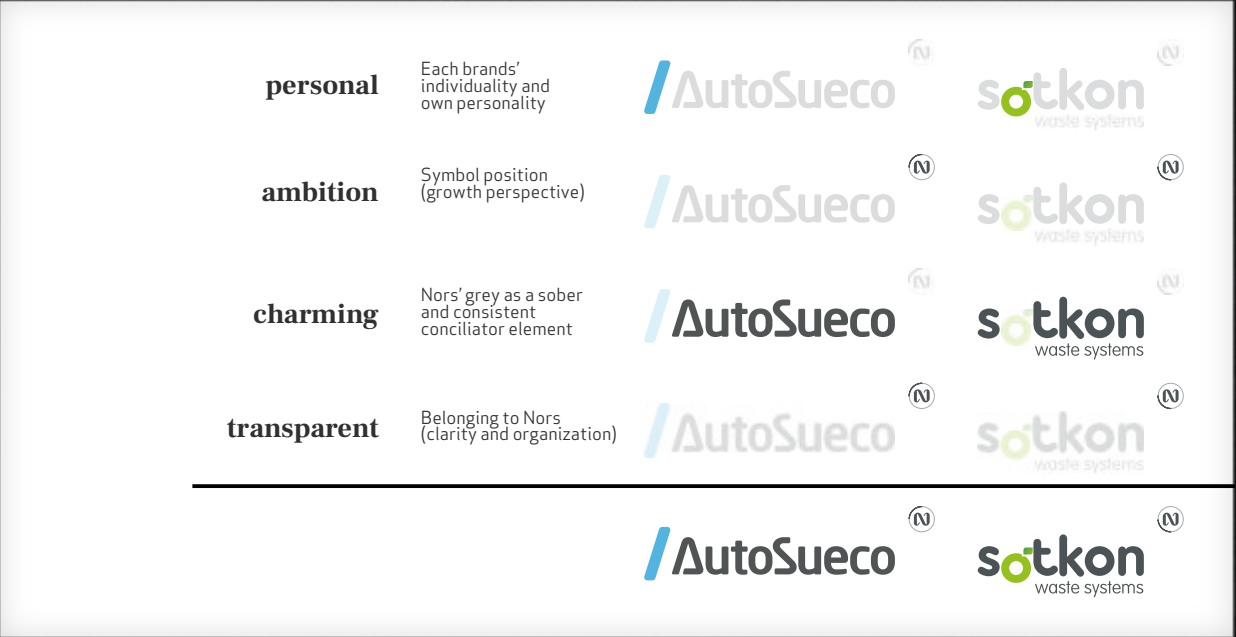 personal
Each brands’
individuality and
own personality
AutoSueco
N
sotkon
waste systems
N
ambition
Symbol position
(growth perspective)
AutoSueco
N
sotkon
waste systems
N
charming
Nors’ grey as a sober
and consistent
conciliator element
AutoSueco
N
sotkon
waste systems
N
transparent
Belonging to Nors
(clarity and organization)
AutoSueco
N
sotkon
waste systems
N
AutoSueco
N
sotkon
waste systems
N